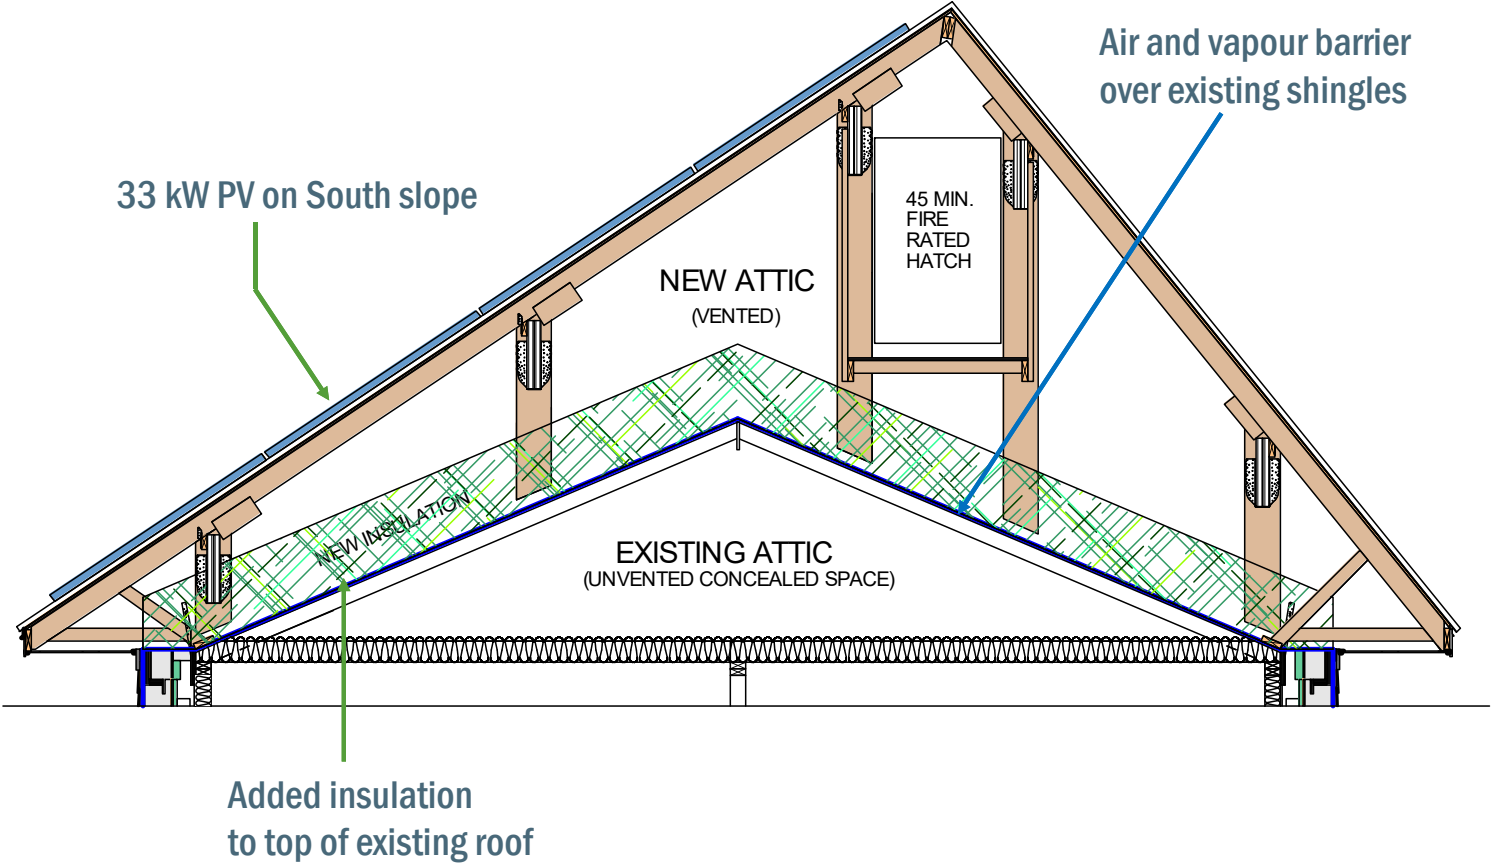 Air and vapour barrier
over existing shingles
33 kW PV on South slope
45 MIN.
FIRE
RATED
HATCH
NEW ATTIC
(VENTED)
NEW INSULATION
EXISTING ATTIC
(UNVENTED CONCEALED SPACE)
Added insulation
to top of existing roof